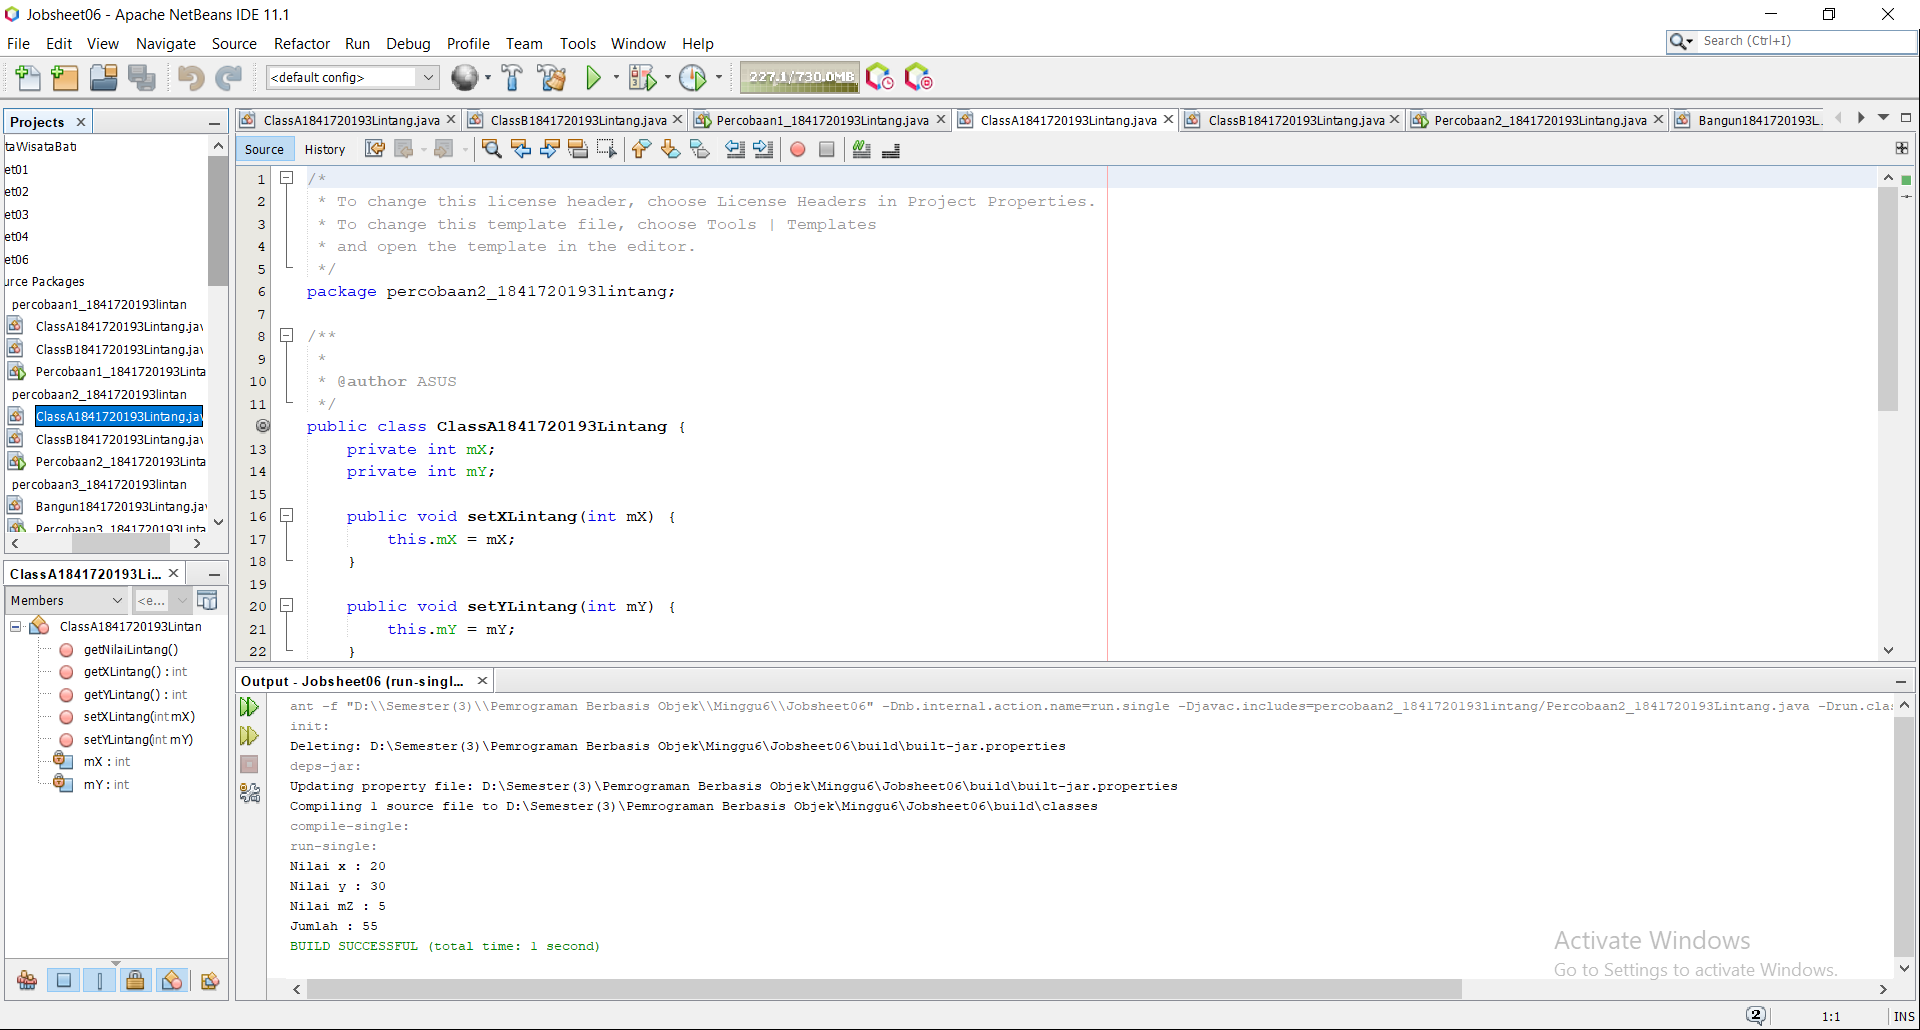 Jobsheet06 - Apache NetBeans IDE 11.1
File Edit View Navigate Source Refactor Run Debug Profile Team Tools Window Help
Search (Ctrl+I)
<default config>
227.1/730.0MB
Projects
ClassA1841720193Lintang.java ClassB1841720193Lintang.java Percobaan1_1841720193Lintang.java ClassA1841720193Lintang.java ClassB1841720193Lintang.java Percobaan2_1841720193Lintang.java Bangun1841720193L
Source History
taWisataBati
et01
et02
et03
et04
et06
urce Packages
percobaan1_1841720193lintan
ClassA1841720193Lintang.jav
ClassB1841720193Lintang.jav
Percobaan1_1841720193Linta
percobaan2_1841720193lintan
ClassA1841720193Lintang.jav
ClassB1841720193Lintang.jav
Percobaan2_1841720193Linta
percobaan3_1841720193lintan
Bangun1841720193Lintang.jav
Percobaan3_1841720193Linta
1 /*
2 * To change this license header, choose License Headers in Project Properties.
3 * To change this template file, choose Tools | Templates
4 * and open the template in the editor.
5 */
6 package percobaan2_1841720193lintang;
7
8 /**
9 *
10 * @author ASUS
11 */
public class ClassA1841720193Lintang {
13 private int mX;
14 private int mY;
15
16 public void setXLintang(int mX) {
17 this.mX = mX;
18 }
19
20 public void setYLintang(int mY) {
21 this.mY = mY;
22 }
ClassA1841720193Li...
Members <e...
ClassA1841720193Lintan
getNilaiLintang()
getXLintang() : int
getYLintang() : int
setXLintang(int mX)
setYLintang(int mY)
mX : int
mY : int
Output - Jobsheet06 (run-singl...
ant -f "D:\\Semester(3)\\Pemrograman Berbasis Objek\\Minggu6\\Jobsheet06" -Dnb.internal.action.name=run.single -Djavac.includes=percobaan2_1841720193lintang/Percobaan2_1841720193Lintang.java -Drun.cla
init:
Deleting: D:\Semester(3)\Pemrograman Berbasis Objek\Minggu6\Jobsheet06\build\built-jar.properties
deps-jar:
Updating property file: D:\Semester(3)\Pemrograman Berbasis Objek\Minggu6\Jobsheet06\build\built-jar.properties
Compiling 1 source file to D:\Semester(3)\Pemrograman Berbasis Objek\Minggu6\Jobsheet06\build\classes
compile-single:
run-single:
Nilai x : 20
Nilai y : 30
Nilai mZ : 5
Jumlah : 55
BUILD SUCCESSFUL (total time: 1 second)
Activate Windows
Go to Settings to activate Windows.
2
1:1 INS